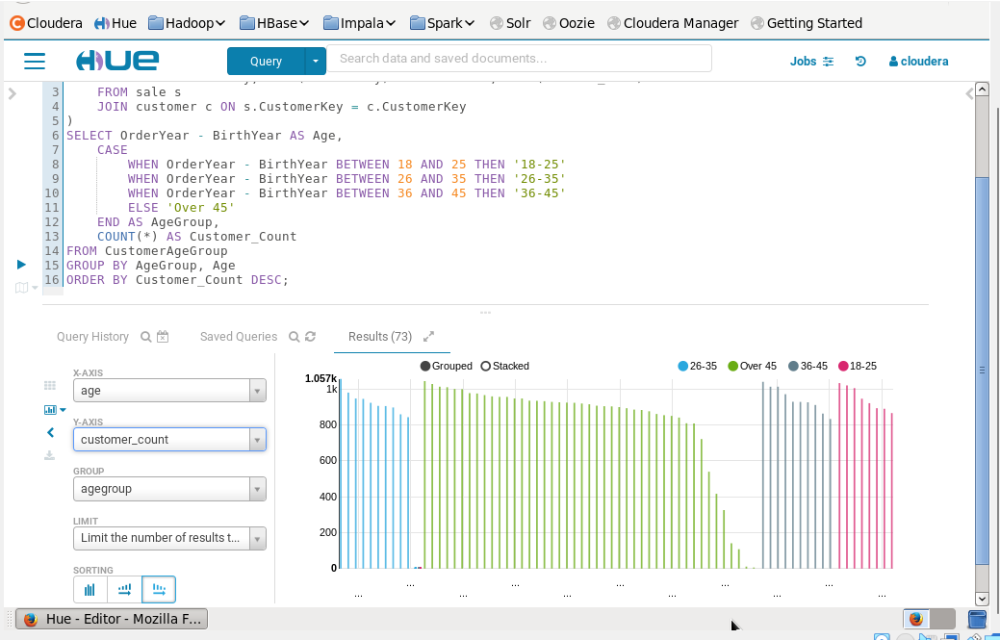 Cloudera Hue Hadoop HBase Impala Spark Solr Oozie Cloudera Manager Getting Started
HUE Query Search data and saved documents... Jobs cloudera
3 FROM sale s
4 JOIN customer c ON s.CustomerKey = c.CustomerKey
5 )
6 SELECT OrderYear - BirthYear AS Age,
7 CASE
8 WHEN OrderYear - BirthYear BETWEEN 18 AND 25 THEN '18-25'
9 WHEN OrderYear - BirthYear BETWEEN 26 AND 35 THEN '26-35'
10 WHEN OrderYear - BirthYear BETWEEN 36 AND 45 THEN '36-45'
11 ELSE 'Over 45'
12 END AS AgeGroup,
13 COUNT(*) AS Customer_Count
14 FROM CustomerAgeGroup
15 GROUP BY AgeGroup, Age
16 ORDER BY Customer_Count DESC;
Query History Saved Queries Results (73)
X-AXIS
age
Y-AXIS
customer_count
GROUP
agegroup
LIMIT
Limit the number of results t...
SORTING
Grouped Stacked 26-35 Over 45 36-45 18-25
1.057k
1k
800
600
400
200
0
... ... ... ... ...
... ... ... ... ... ...
Hue - Editor - Mozilla F...